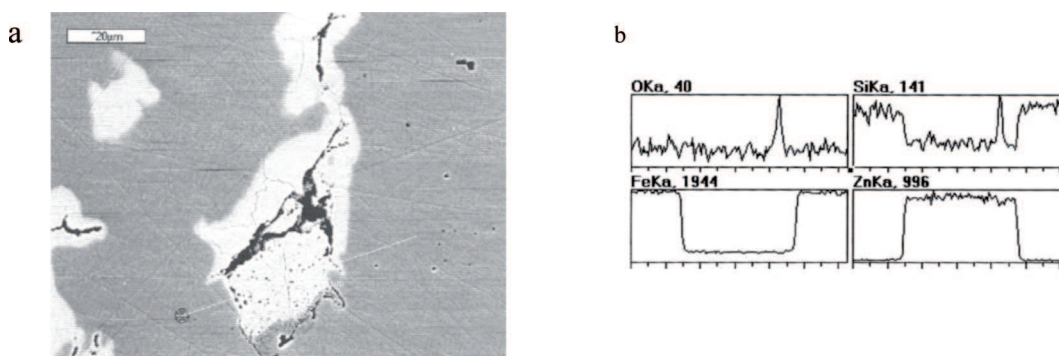 a
~20µm
b
OKa, 40
SiKa, 141
FeKa, 1944
ZnKa, 996